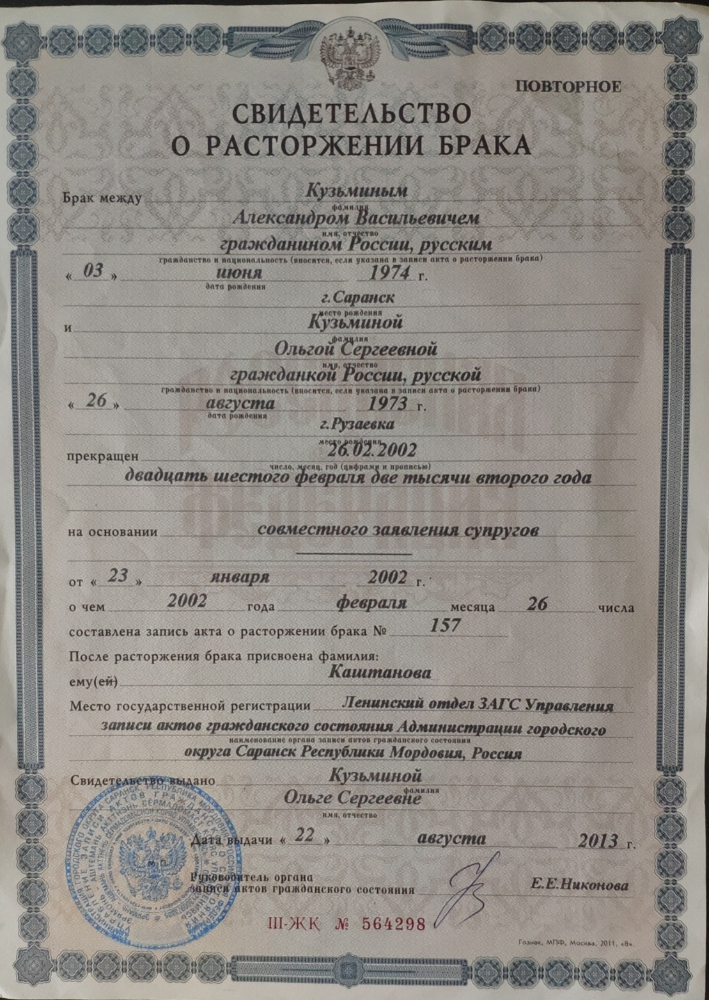 ПОВТОРНОЕ
СВИДЕТЕЛЬСТВО
О РАСТОРЖЕНИИ БРАКА
Брак между Кузьминым
фамилия
Александром Васильевичем
имя, отчество
гражданином России, русским
гражданство и национальность (вносится, если указана в записи акта о расторжении брака)
« 03 » июня 1974 г.
дата рождения
г.Саранск
место рождения
и Кузьминой
фамилия
Ольгой Сергеевной
имя, отчество
гражданкой России, русской
гражданство и национальность (вносится, если указана в записи акта о расторжении брака)
« 26 » августа 1973 г.
дата рождения
г.Рузаевка
место рождения
прекращен 26.02.2002
число, месяц, год (цифрами и прописью)
двадцать шестого февраля две тысячи второго года
на основании совместного заявления супругов
от « 23 » января 2002 г.
о чем 2002 года февраля месяца 26 числа
составлена запись акта о расторжении брака № 157
После расторжения брака присвоена фамилия:
ему(ей) Каштанова
Место государственной регистрации Ленинский отдел ЗАГС Управления
записи актов гражданского состояния Администрации городского
наименование органа записи актов гражданского состояния
округа Саранск Республики Мордовия, Россия
Свидетельство выдано Кузьминой
фамилия
Ольге Сергеевне
имя, отчество
Дата выдачи « 22 » августа 2013 г.
М.П.
Руководитель органа
записи актов гражданского состояния Е.Е.Никонова
III-ЖК № 564298
Гознак, МПФ, Москва, 2011, «В».